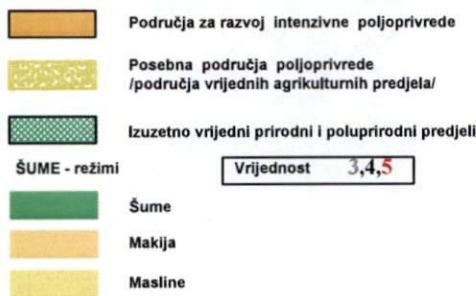 Područja za razvoj intenzivne poljoprivrede
Posebna područja poljoprivrede
/područja vrijednih agrikulturnih predjela/
Izuzetno vrijedni prirodni i poluprirodni predjeli
ŠUME - režimi Vrijednost 3,4,5
Šume
Makija
Masline